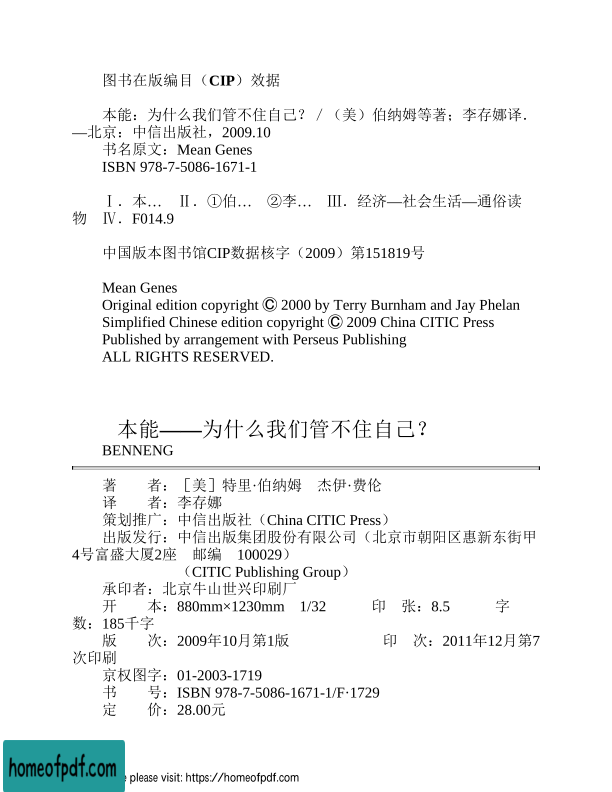 图书在版编目（CIP）效据
本能：为什么我们管不住自己？／（美）伯纳姆等著；李存娜译．
—北京：中信出版社，2009.10
书名原文：Mean Genes
ISBN 978-7-5086-1671-1
Ⅰ．本… Ⅱ．①伯… ②李… Ⅲ．经济—社会生活—通俗读
物 Ⅳ．F014.9
中国版本图书馆CIP数据核字（2009）第151819号
Mean Genes
Original edition copyright Ⓒ 2000 by Terry Burnham and Jay Phelan
Simplified Chinese edition copyright Ⓒ 2009 China CITIC Press
Published by arrangement with Perseus Publishing
ALL RIGHTS RESERVED.
本能——为什么我们管不住自己？
BENNENG
著　　者：［美］特里·伯纳姆　杰伊·费伦
译　　者：李存娜
策划推广：中信出版社（China CITIC Press）
出版发行：中信出版集团股份有限公司（北京市朝阳区惠新东街甲
4号富盛大厦2座　邮编　100029）
（CITIC Publishing Group）
承印者：北京牛山世兴印刷厂
开　　本：880mm×1230mm　1/32　　　印　张：8.5　　　字
数：185千字
版　　次：2009年10月第1版　　　　　　印　次：2011年12月第7
次印刷
京权图字：01-2003-1719
书　　号：ISBN 978-7-5086-1671-1/F·1729
定　　价：28.00元
homeofpdf.com
please visit: https://homeofpdf.com